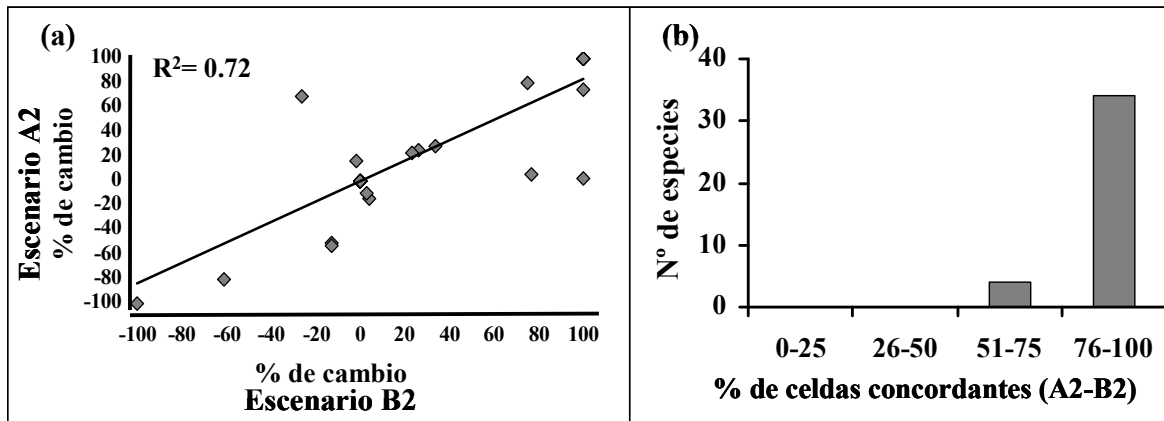 (a)
R²= 0.72
Escenario A2
% de cambio
100
80
60
40
20
0
-20
-40
-60
-80
-100
-100 -80 -60 -40 -20 0 20 40 60 80 100
% de cambio
Escenario B2
(b)
Nº de especies
40
30
20
10
0
0-25 26-50 51-75 76-100
% de celdas concordantes (A2-B2)